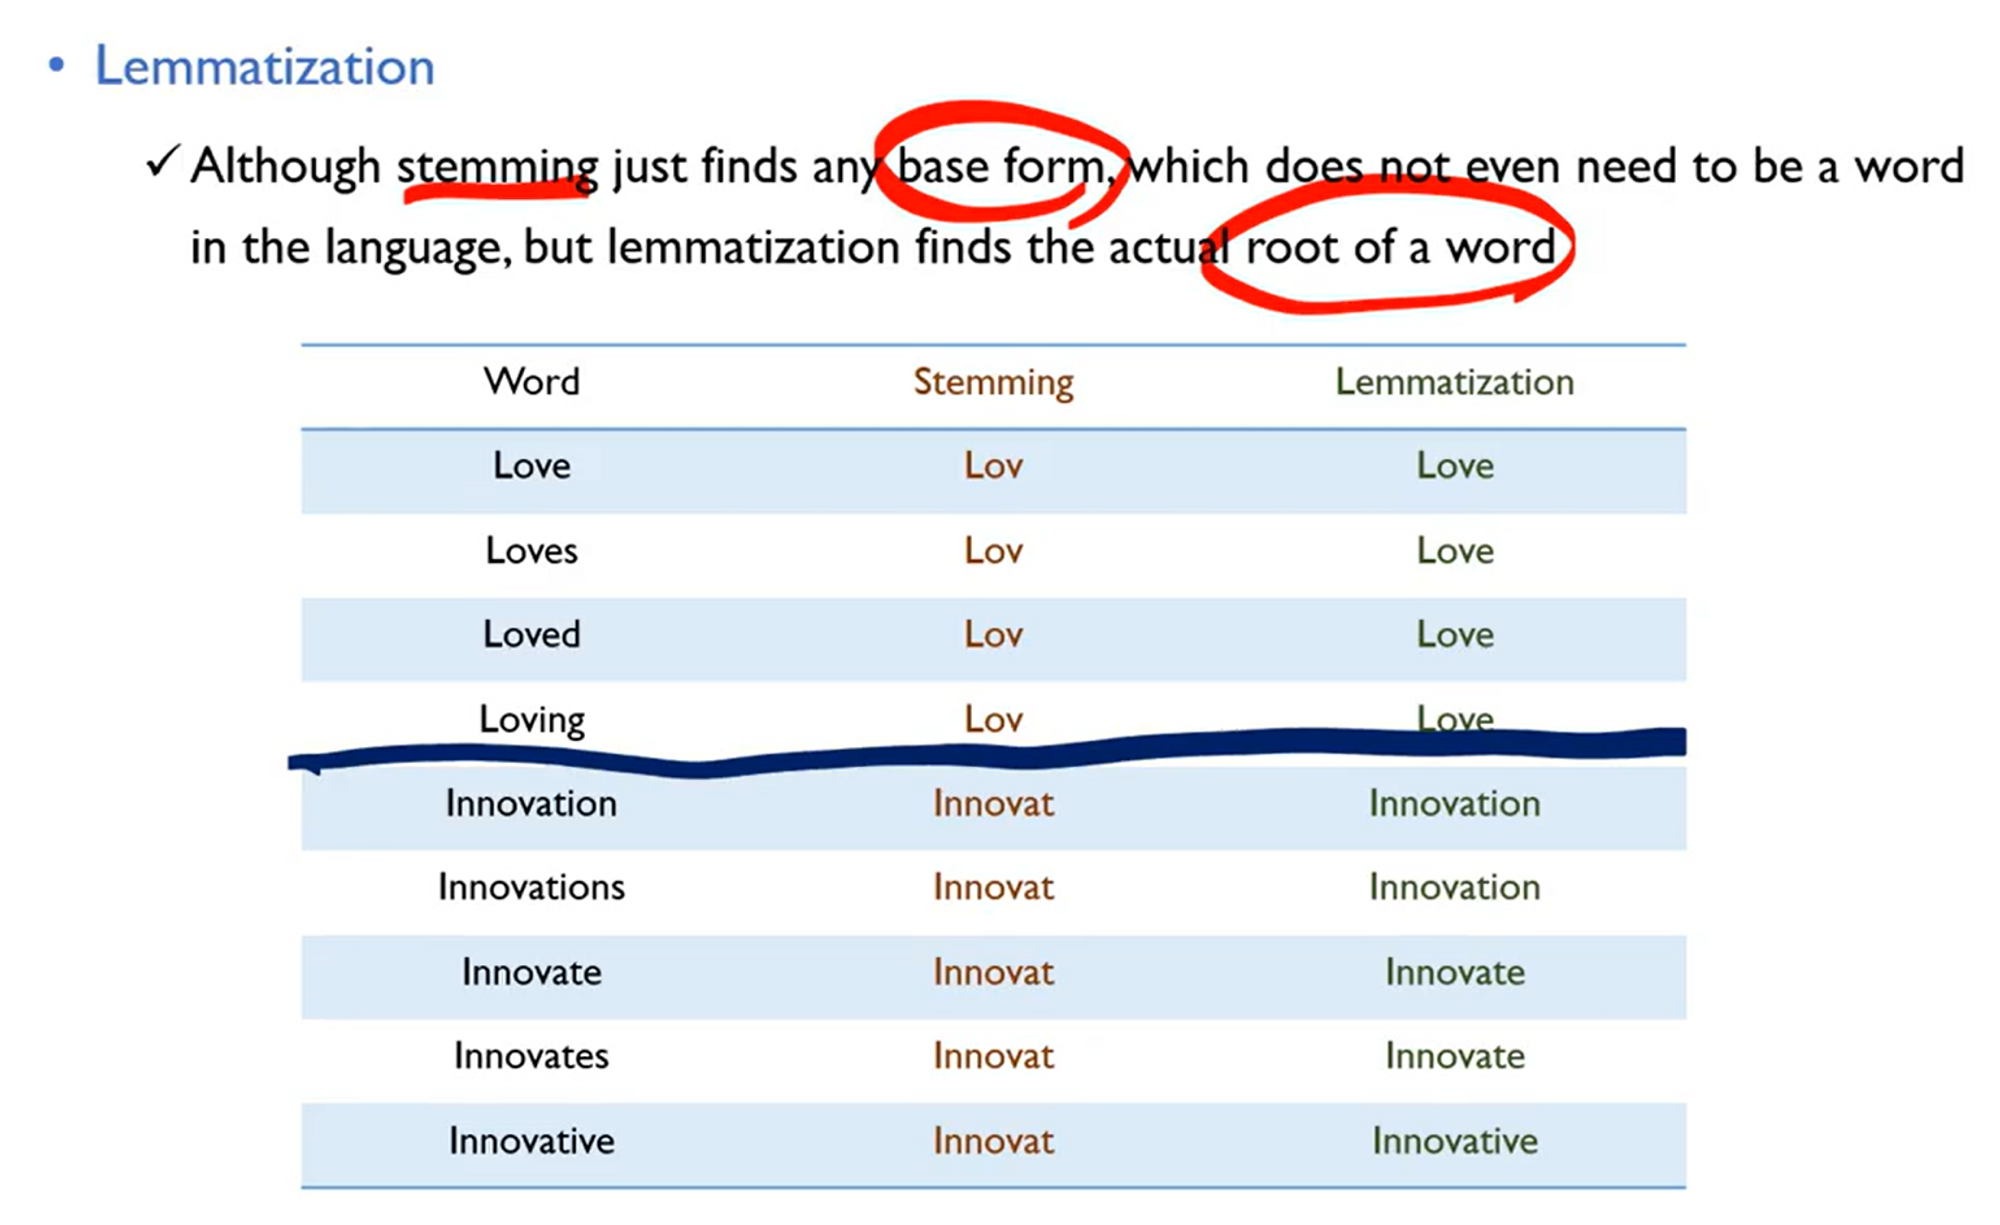 • Lemmatization
✓ Although stemming just finds any base form, which does not even need to be a word
in the language, but lemmatization finds the actual root of a word
Word Stemming Lemmatization
Love Lov Love
Loves Lov Love
Loved Lov Love
Loving Lov Love
Innovation Innovat Innovation
Innovations Innovat Innovation
Innovate Innovat Innovate
Innovates Innovat Innovate
Innovative Innovat Innovative